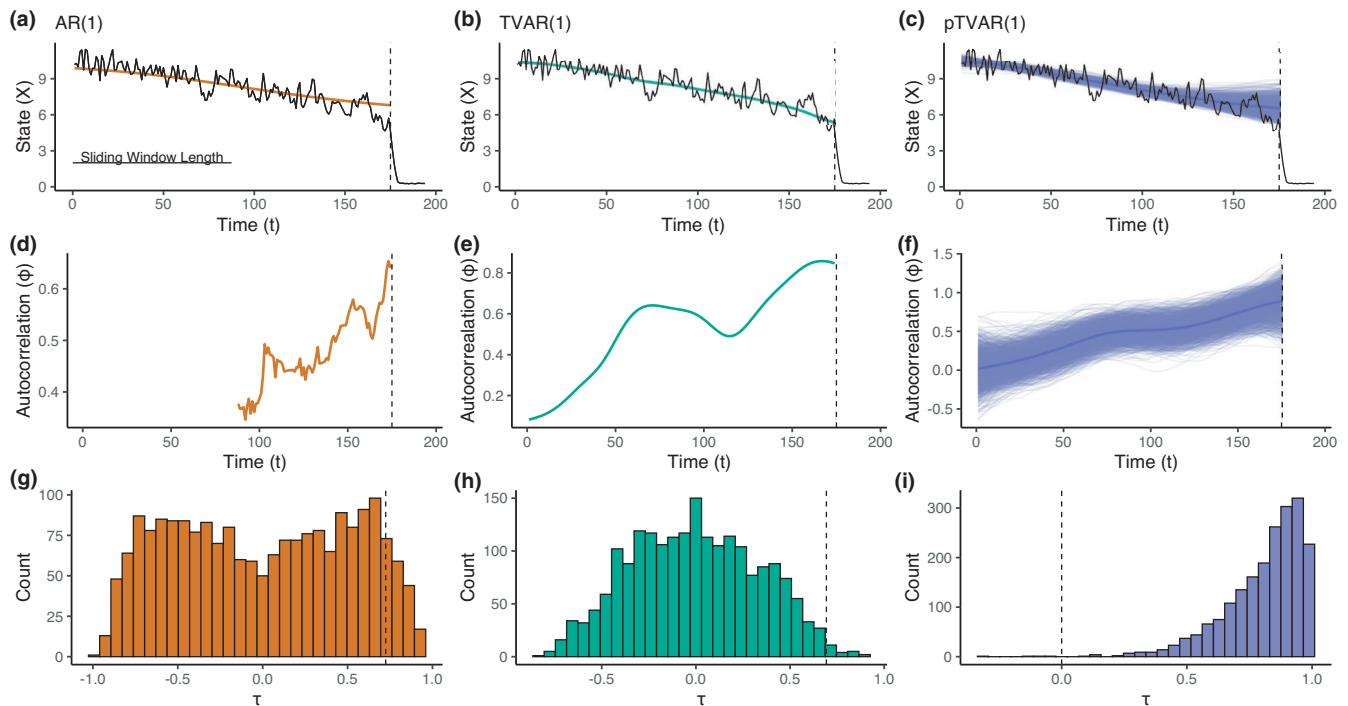 (a) AR(1)
(b) TVAR(1)
(c) pTVAR(1)
State (X)
9
6
3
0
Sliding Window Length
0 50 100 150 200
Time (t)
State (X)
9
6
3
0
0 50 100 150 200
Time (t)
State (X)
9
6
3
0
0 50 100 150 200
Time (t)
(d)
Autocorrealation (ϕ)
0.6
0.5
0.4
0 50 100 150 200
Time (t)
(e)
Autocorrealation (ϕ)
0.8
0.6
0.4
0.2
0 50 100 150 200
Time (t)
(f)
Autocorrealation (ϕ)
1.5
1.0
0.5
0.0
-0.5
0 50 100 150 200
Time (t)
(g)
Count
100
75
50
25
0
-1.0 -0.5 0.0 0.5 1.0
τ
(h)
Count
150
100
50
0
-0.5 0.0 0.5 1.0
τ
(i)
Count
300
200
100
0
0.0 0.5 1.0
τ